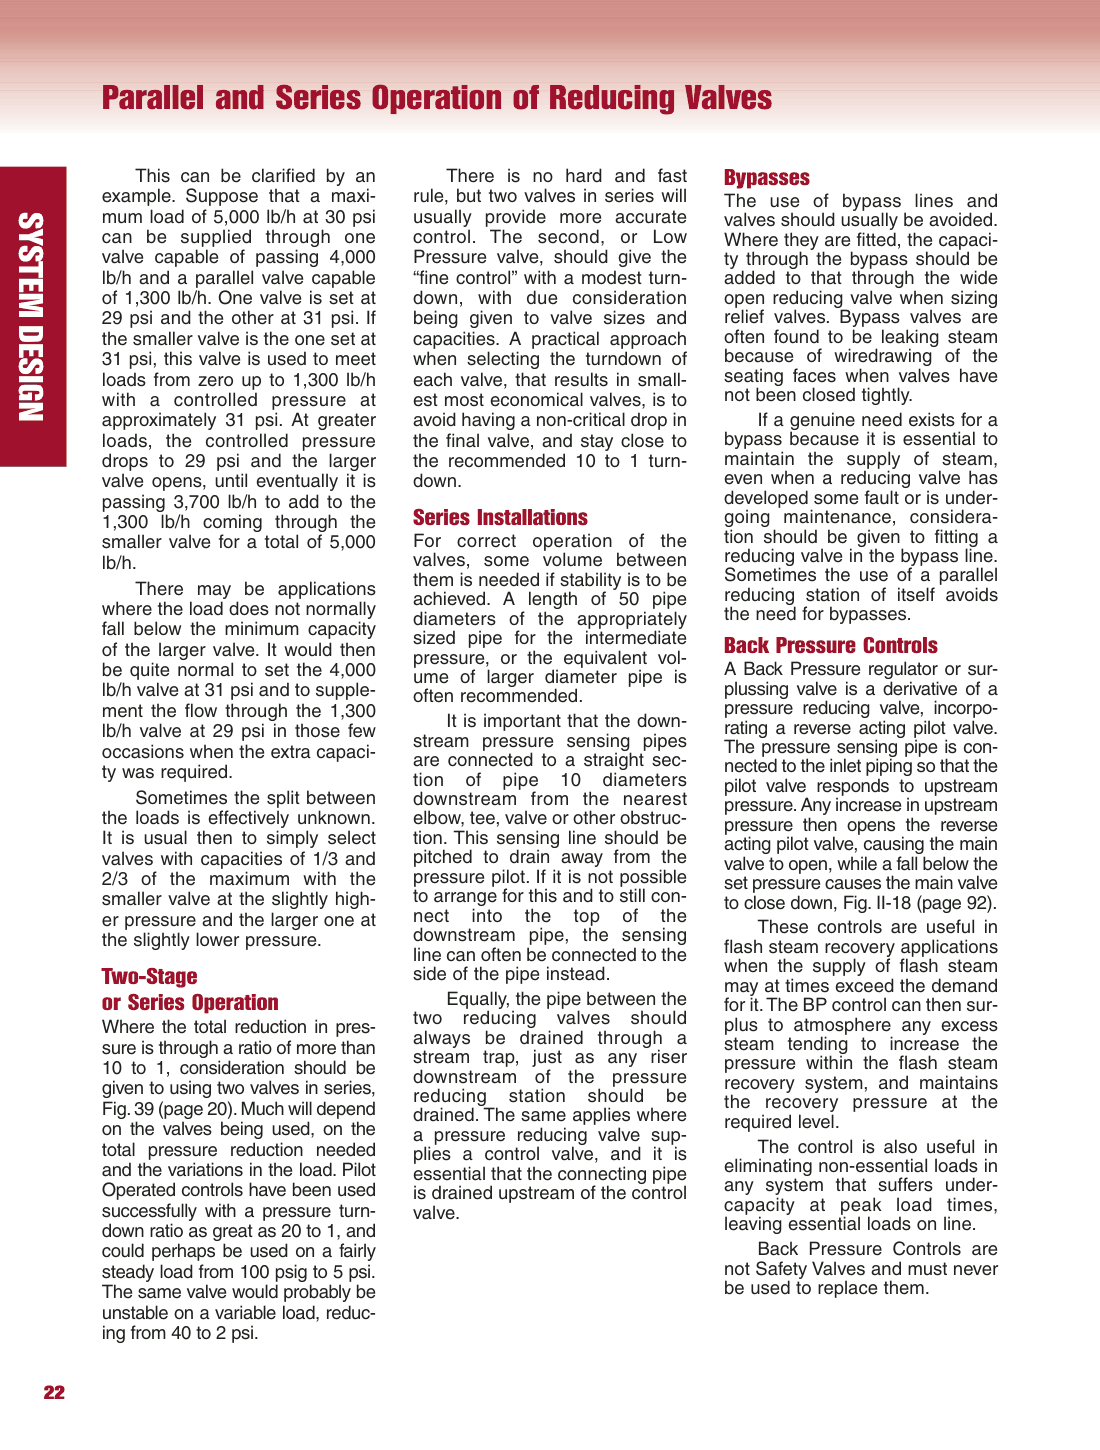 Parallel and Series Operation of Reducing Valves
SYSTEM DESIGN
This can be clarified by an
example. Suppose that a maxi-
mum load of 5,000 lb/h at 30 psi
can be supplied through one
valve capable of passing 4,000
lb/h and a parallel valve capable
of 1,300 lb/h. One valve is set at
29 psi and the other at 31 psi. If
the smaller valve is the one set at
31 psi, this valve is used to meet
loads from zero up to 1,300 lb/h
with a controlled pressure at
approximately 31 psi. At greater
loads, the controlled pressure
drops to 29 psi and the larger
valve opens, until eventually it is
passing 3,700 lb/h to add to the
1,300 lb/h coming through the
smaller valve for a total of 5,000
lb/h.
There may be applications
where the load does not normally
fall below the minimum capacity
of the larger valve. It would then
be quite normal to set the 4,000
lb/h valve at 31 psi and to supple-
ment the flow through the 1,300
lb/h valve at 29 psi in those few
occasions when the extra capaci-
ty was required.
Sometimes the split between
the loads is effectively unknown.
It is usual then to simply select
valves with capacities of 1/3 and
2/3 of the maximum with the
smaller valve at the slightly high-
er pressure and the larger one at
the slightly lower pressure.
Two-Stage
or Series Operation
Where the total reduction in pres-
sure is through a ratio of more than
10 to 1, consideration should be
given to using two valves in series,
Fig. 39 (page 20). Much will depend
on the valves being used, on the
total pressure reduction needed
and the variations in the load. Pilot
Operated controls have been used
successfully with a pressure turn-
down ratio as great as 20 to 1, and
could perhaps be used on a fairly
steady load from 100 psig to 5 psi.
The same valve would probably be
unstable on a variable load, reduc-
ing from 40 to 2 psi.
There is no hard and fast
rule, but two valves in series will
usually provide more accurate
control. The second, or Low
Pressure valve, should give the
“fine control” with a modest turn-
down, with due consideration
being given to valve sizes and
capacities. A practical approach
when selecting the turndown of
each valve, that results in small-
est most economical valves, is to
avoid having a non-critical drop in
the final valve, and stay close to
the recommended 10 to 1 turn-
down.
Series Installations
For correct operation of the
valves, some volume between
them is needed if stability is to be
achieved. A length of 50 pipe
diameters of the appropriately
sized pipe for the intermediate
pressure, or the equivalent vol-
ume of larger diameter pipe is
often recommended.
It is important that the down-
stream pressure sensing pipes
are connected to a straight sec-
tion of pipe 10 diameters
downstream from the nearest
elbow, tee, valve or other obstruc-
tion. This sensing line should be
pitched to drain away from the
pressure pilot. If it is not possible
to arrange for this and to still con-
nect into the top of the
downstream pipe, the sensing
line can often be connected to the
side of the pipe instead.
Equally, the pipe between the
two reducing valves should
always be drained through a
stream trap, just as any riser
downstream of the pressure
reducing station should be
drained. The same applies where
a pressure reducing valve sup-
plies a control valve, and it is
essential that the connecting pipe
is drained upstream of the control
valve.
Bypasses
The use of bypass lines and
valves should usually be avoided.
Where they are fitted, the capaci-
ty through the bypass should be
added to that through the wide
open reducing valve when sizing
relief valves. Bypass valves are
often found to be leaking steam
because of wiredrawing of the
seating faces when valves have
not been closed tightly.
If a genuine need exists for a
bypass because it is essential to
maintain the supply of steam,
even when a reducing valve has
developed some fault or is under-
going maintenance, considera-
tion should be given to fitting a
reducing valve in the bypass line.
Sometimes the use of a parallel
reducing station of itself avoids
the need for bypasses.
Back Pressure Controls
A Back Pressure regulator or sur-
plussing valve is a derivative of a
pressure reducing valve, incorpo-
rating a reverse acting pilot valve.
The pressure sensing pipe is con-
nected to the inlet piping so that the
pilot valve responds to upstream
pressure. Any increase in upstream
pressure then opens the reverse
acting pilot valve, causing the main
valve to open, while a fall below the
set pressure causes the main valve
to close down, Fig. II-18 (page 92).
These controls are useful in
flash steam recovery applications
when the supply of flash steam
may at times exceed the demand
for it. The BP control can then sur-
plus to atmosphere any excess
steam tending to increase the
pressure within the flash steam
recovery system, and maintains
the recovery pressure at the
required level.
The control is also useful in
eliminating non-essential loads in
any system that suffers under-
capacity at peak load times,
leaving essential loads on line.
Back Pressure Controls are
not Safety Valves and must never
be used to replace them.
22